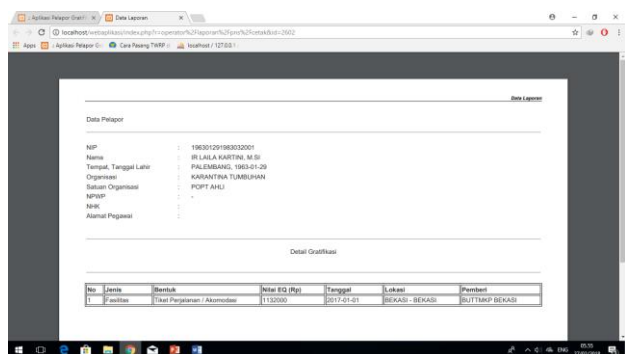 : Aplikasi Pelapor Gratifi
Data Laporan
localhost/webaplikasi/index.php?r=operator%2Flaporan%2Fpro%2Fcetak&id=2602
Apps : Aplikasi Pelapor G Cara Pasang TWRP localhost / 127.0.0.1
Data Laporan
Data Pelapor
NIP : 196301291983032001
Nama : IR LAILA KARTINI, M.SI
Tempat, Tanggal Lahir : PALEMBANG, 1963-01-29
Organisasi : KARANTINA TUMBUHAN
Satuan Organisasi : POPT AHLI
NPWP : -
NHK :
Alamat Pegawai :
Detail Gratifikasi
No Jenis Bentuk Nilai EQ (Rp) Tanggal Lokasi Pemberi
1 Fasilitas Tiket Perjalanan / Akomodasi 1132000 2017-01-01 BEKASI - BEKASI BUTTMKP BEKASI
ENG 05.35